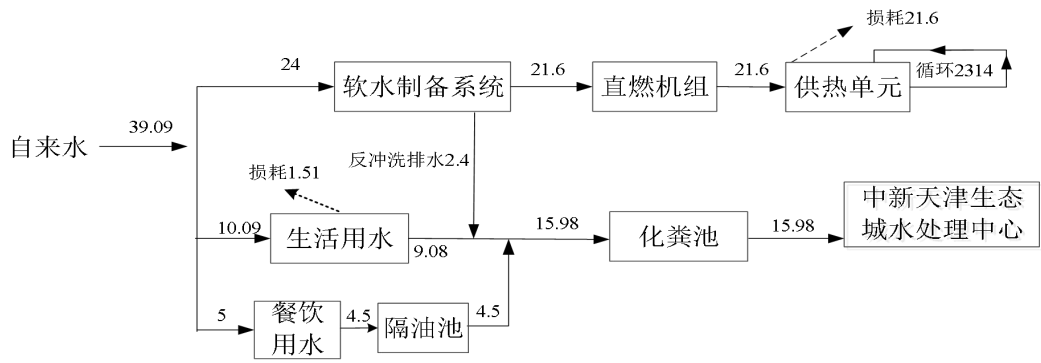 损耗21.6
24
软水制备系统
21.6
直燃机组
21.6
供热单元
循环2314
自来水
39.09
反冲洗排水2.4
损耗1.51
10.09
生活用水
9.08
15.98
化粪池
15.98
中新天津生态
城水处理中心
5
餐饮
用水
4.5
隔油池
4.5